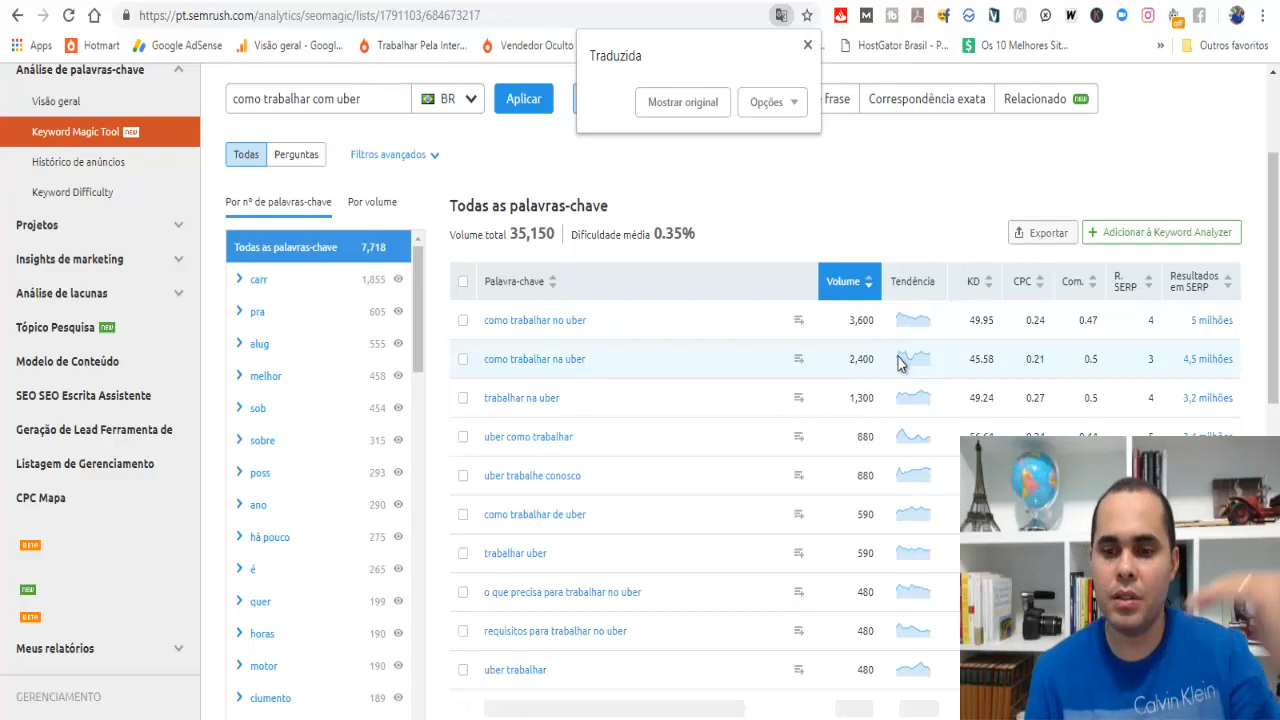 https://pt.semrush.com/analytics/seomagic/lists/1791103/684673217
Apps
Hotmart
Google AdSense
Visão geral - Googl...
Trabalhar Pela Inter...
Vendedor Ocult
HostGator Brasil – P...
Os 10 Melhores Sit...
»
Outros favoritos
Traduzida
Mostrar original
Opções
Análise de palavras-chave
Visão geral
Keyword Magic Tool NEW
Histórico de anúncios
Keyword Difficulty
Projetos
Insights de marketing
Análise de lacunas
Tópico Pesquisa NEW
Modelo de Conteúdo
SEO SEO Escrita Assistente
Geração de Lead Ferramenta de
Listagem de Gerenciamento
CPC Mapa
BETA
NEW
BETA
Meus relatórios
GERENCIAMENTO
como trabalhar com uber
BR
Aplicar
frase
Correspondência exata
Relacionado NEW
Todas
Perguntas
Filtros avançados
Por nº de palavras-chave
Por volume
Todas as palavras-chave 7,718
carr 1,855
pra 605
alug 555
melhor 458
sob 454
sobre 315
poss 293
ano 290
há pouco 275
é 265
quer 199
horas 190
motor 190
ciumento 189
Todas as palavras-chave
Volume total 35,150 Dificuldade média 0.35%
Exportar
+ Adicionar à Keyword Analyzer
Palavra-chave Volume Tendência KD CPC Com. R. SERP Resultados em SERP
como trabalhar no uber 3,600 49.95 0.24 0.47 4 5 milhões
como trabalhar na uber 2,400 45.58 0.21 0.5 3 4,5 milhões
trabalhar na uber 1,300 49.24 0.27 0.5 4 3,2 milhões
uber como trabalhar 880
uber trabalhe conosco 880
como trabalhar de uber 590
trabalhar uber 590
o que precisa para trabalhar no uber 480
requisitos para trabalhar no uber 480
uber trabalhar 480
Calvin Klein